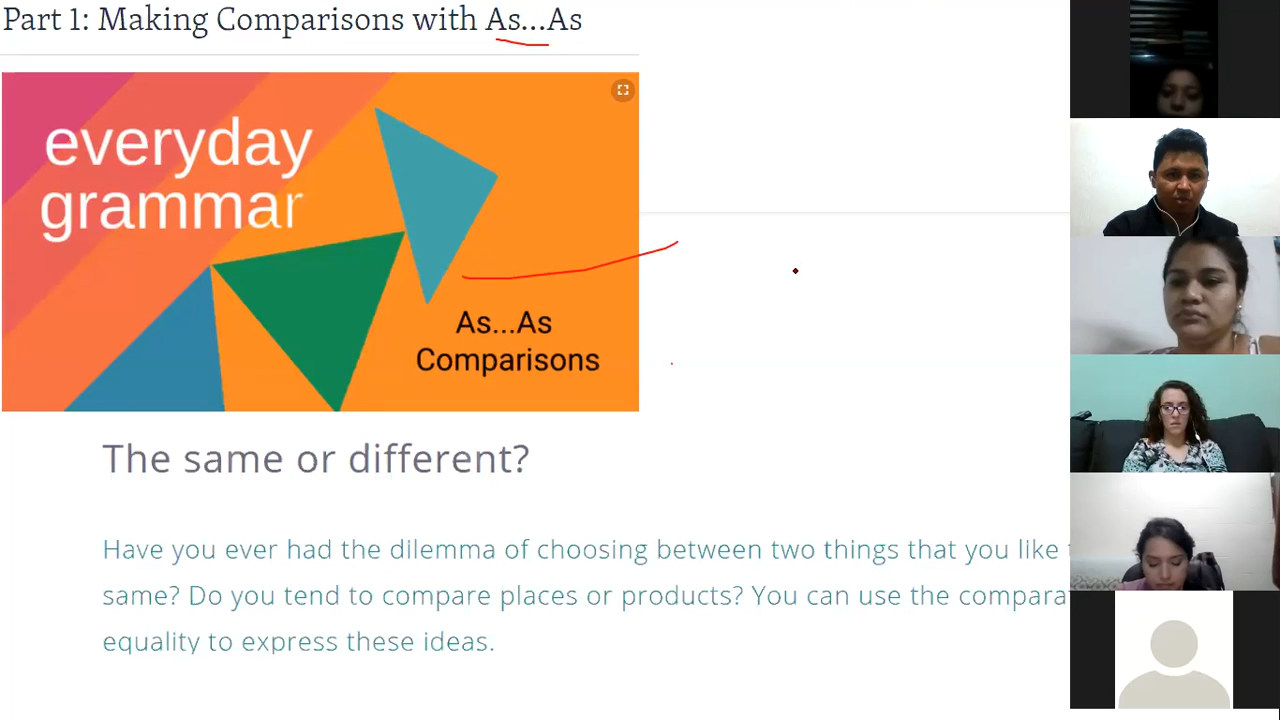 Part 1: Making Comparisons with As...As
everyday
grammar
As...As
Comparisons
The same or different?
Have you ever had the dilemma of choosing between two things that you like
same? Do you tend to compare places or products? You can use the
equality to express these ideas.